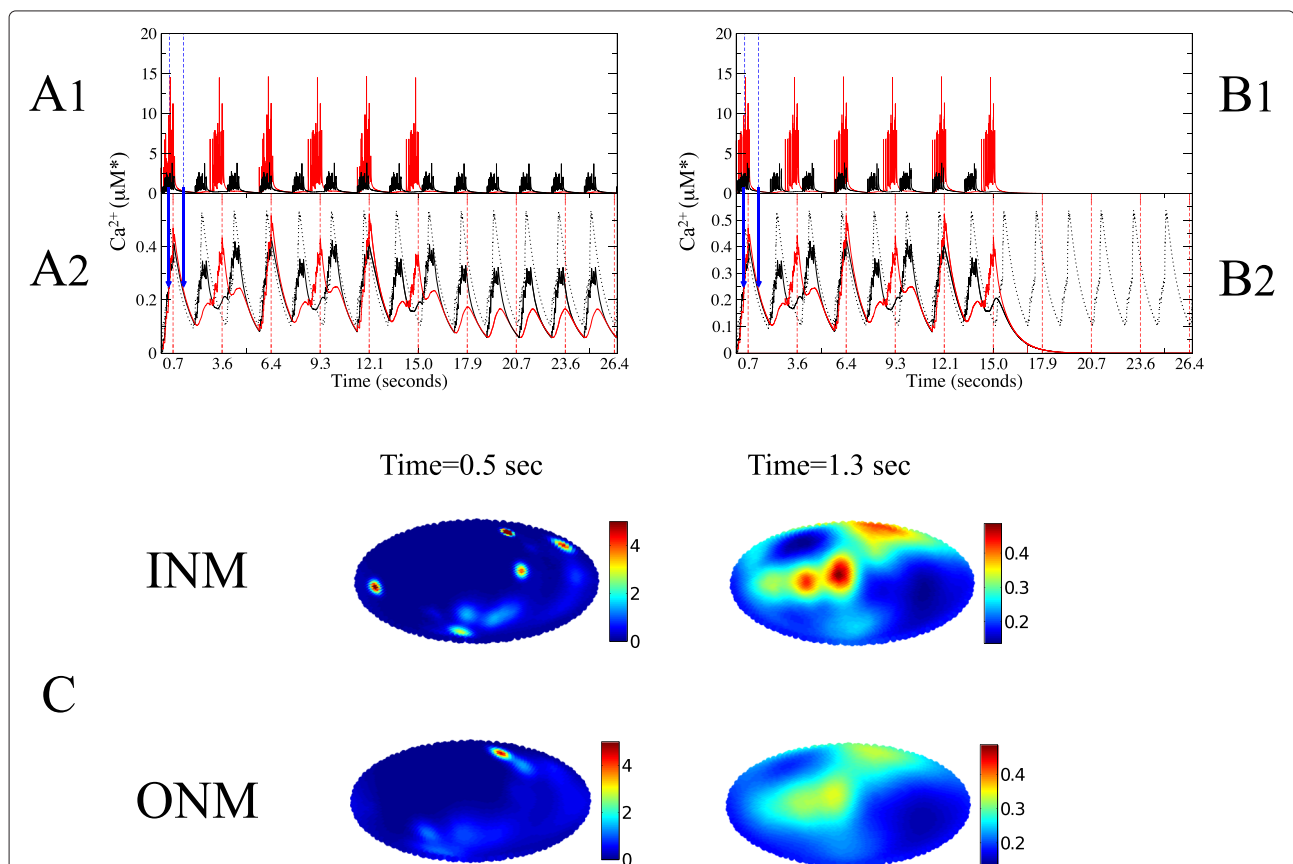 A1
20
15
10
5
0
A2
Ca²⁺ (µM*)
0.4
0.2
0
0.7 3.6 6.4 9.3 12.1 15.0 17.9 20.7 23.6 26.4
Time (seconds)
B1
20
15
10
5
0
B2
Ca²⁺ (µM*)
0.5
0.4
0.3
0.2
0.1
0
0.7 3.6 6.4 9.3 12.1 15.0 17.9 20.7 23.6 26.4
Time (seconds)
Time=0.5 sec
Time=1.3 sec
INM
4
2
0
0.4
0.3
0.2
C
ONM
4
2
0
0.4
0.3
0.2